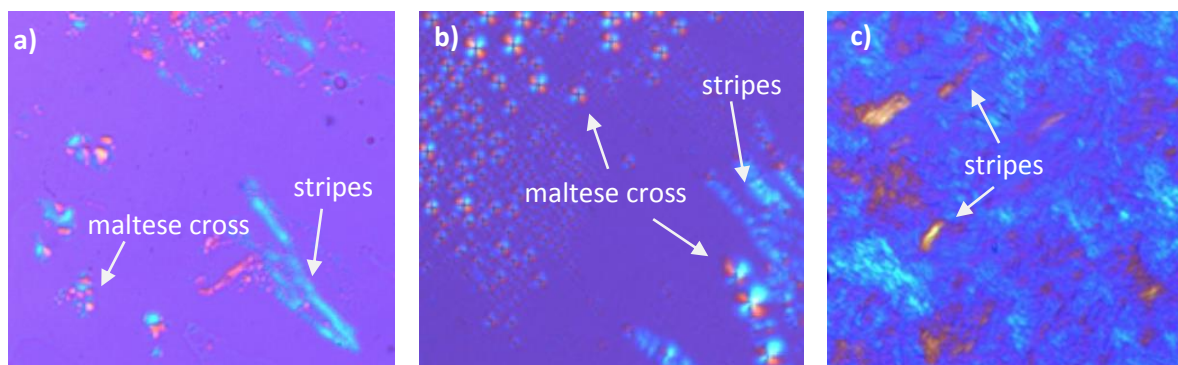 a)
stripes
maltese cross
b)
stripes
maltese cross
c)
stripes